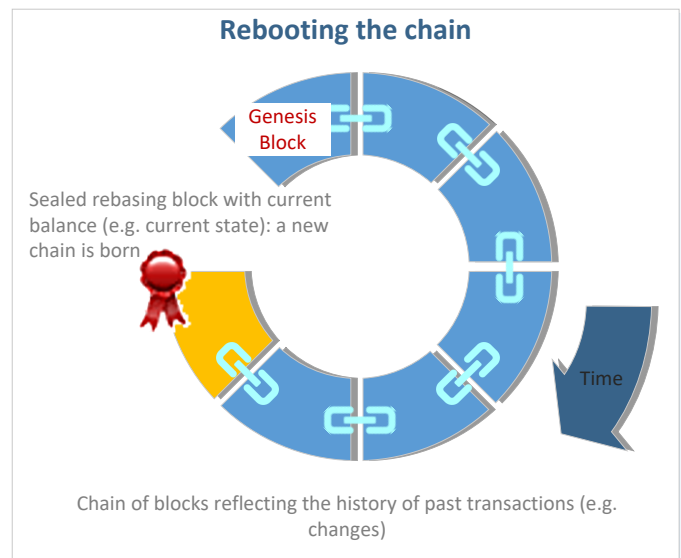 Rebooting the chain
Genesis
Block
Sealed rebasing block with current
balance (e.g. current state): a new
chain is born
Time
Chain of blocks reflecting the history of past transactions (e.g.
changes)